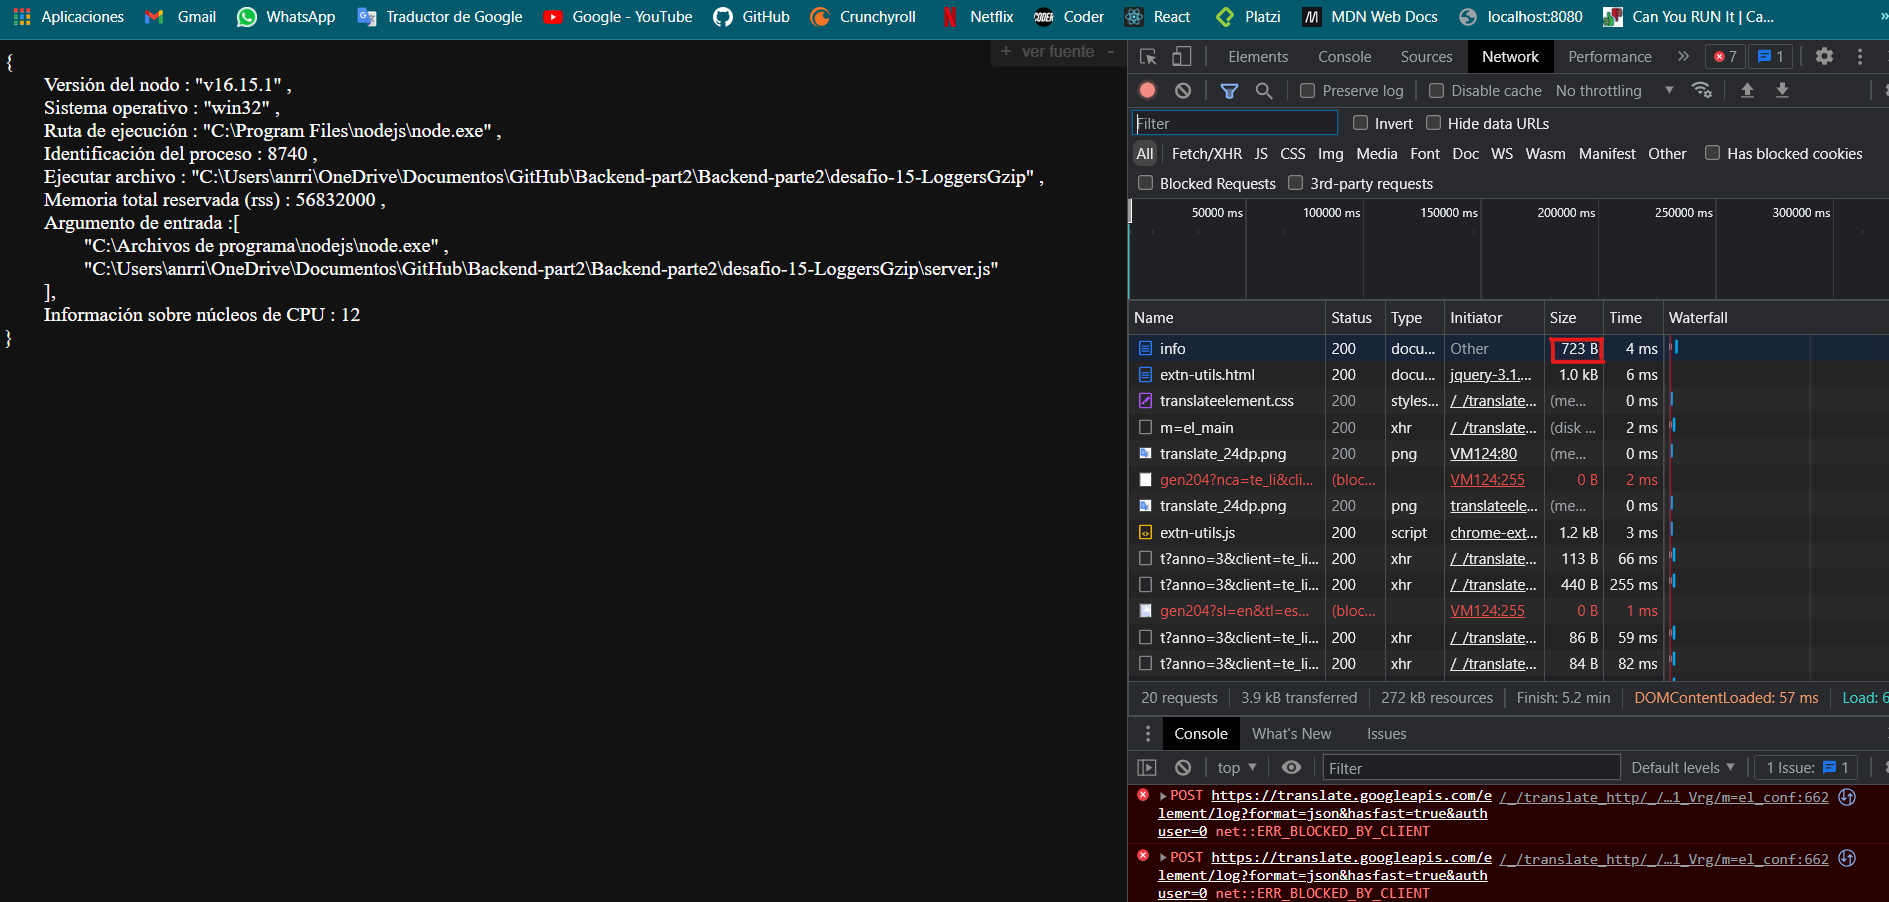 Aplicaciones Gmail WhatsApp Traductor de Google Google - YouTube GitHub Crunchyroll Netflix Coder React Platzi MDN Web Docs localhost:8080 Can You RUN It | Ca... »
+ ver fuente -
{
Versión del nodo : "v16.15.1" ,
Sistema operativo : "win32" ,
Ruta de ejecución : "C:\Program Files\nodejs\node.exe" ,
Identificación del proceso : 8740 ,
Ejecutar archivo : "C:\Users\anrri\OneDrive\Documentos\GitHub\Backend-part2\Backend-parte2\desafio-15-LoggersGzip" ,
Memoria total reservada (rss) : 56832000 ,
Argumento de entrada :[
"C:\Archivos de programa\nodejs\node.exe" ,
"C:\Users\anrri\OneDrive\Documentos\GitHub\Backend-part2\Backend-parte2\desafio-15-LoggersGzip\server.js"
],
Información sobre núcleos de CPU : 12
}
Elements Console Sources Network Performance » 7 1
Preserve log Disable cache No throttling
Filter Invert Hide data URLs
All Fetch/XHR JS CSS Img Media Font Doc WS Wasm Manifest Other Has blocked cookies
Blocked Requests 3rd-party requests
50000 ms 100000 ms 150000 ms 200000 ms 250000 ms 300000 ms
Name Status Type Initiator Size Time Waterfall
info 200 docu... Other 723 B 4 ms
extn-utils.html 200 docu... jquery-3.1.... 1.0 kB 6 ms
translateelement.css 200 styles... /_/translate... (me... 0 ms
m=el_main 200 xhr /_/translate... (disk ... 2 ms
translate_24dp.png 200 png VM124:80 (me... 0 ms
gen204?nca=te_li&cli... (bloc... VM124:255 0 B 2 ms
translate_24dp.png 200 png translateele... (me... 0 ms
extn-utils.js 200 script chrome-ext... 1.2 kB 3 ms
t?anno=3&client=te_li... 200 xhr /_/translate... 113 B 66 ms
t?anno=3&client=te_li... 200 xhr /_/translate... 440 B 255 ms
gen204?sl=en&tl=es... (bloc... VM124:255 0 B 1 ms
t?anno=3&client=te_li... 200 xhr /_/translate... 86 B 59 ms
t?anno=3&client=te_li... 200 xhr /_/translate... 84 B 82 ms
20 requests 3.9 kB transferred 272 kB resources Finish: 5.2 min DOMContentLoaded: 57 ms Load: 6
Console What's New Issues
top Filter Default levels 1 Issue: 1
POST https://translate.googleapis.com/e /_/translate_http/_/…1_Vrg/m=el_conf:662
lement/log?format=json&hasfast=true&auth
user=0 net::ERR_BLOCKED_BY_CLIENT
POST https://translate.googleapis.com/e /_/translate_http/_/…1_Vrg/m=el_conf:662
lement/log?format=json&hasfast=true&auth
user=0 net::ERR_BLOCKED_BY_CLIENT